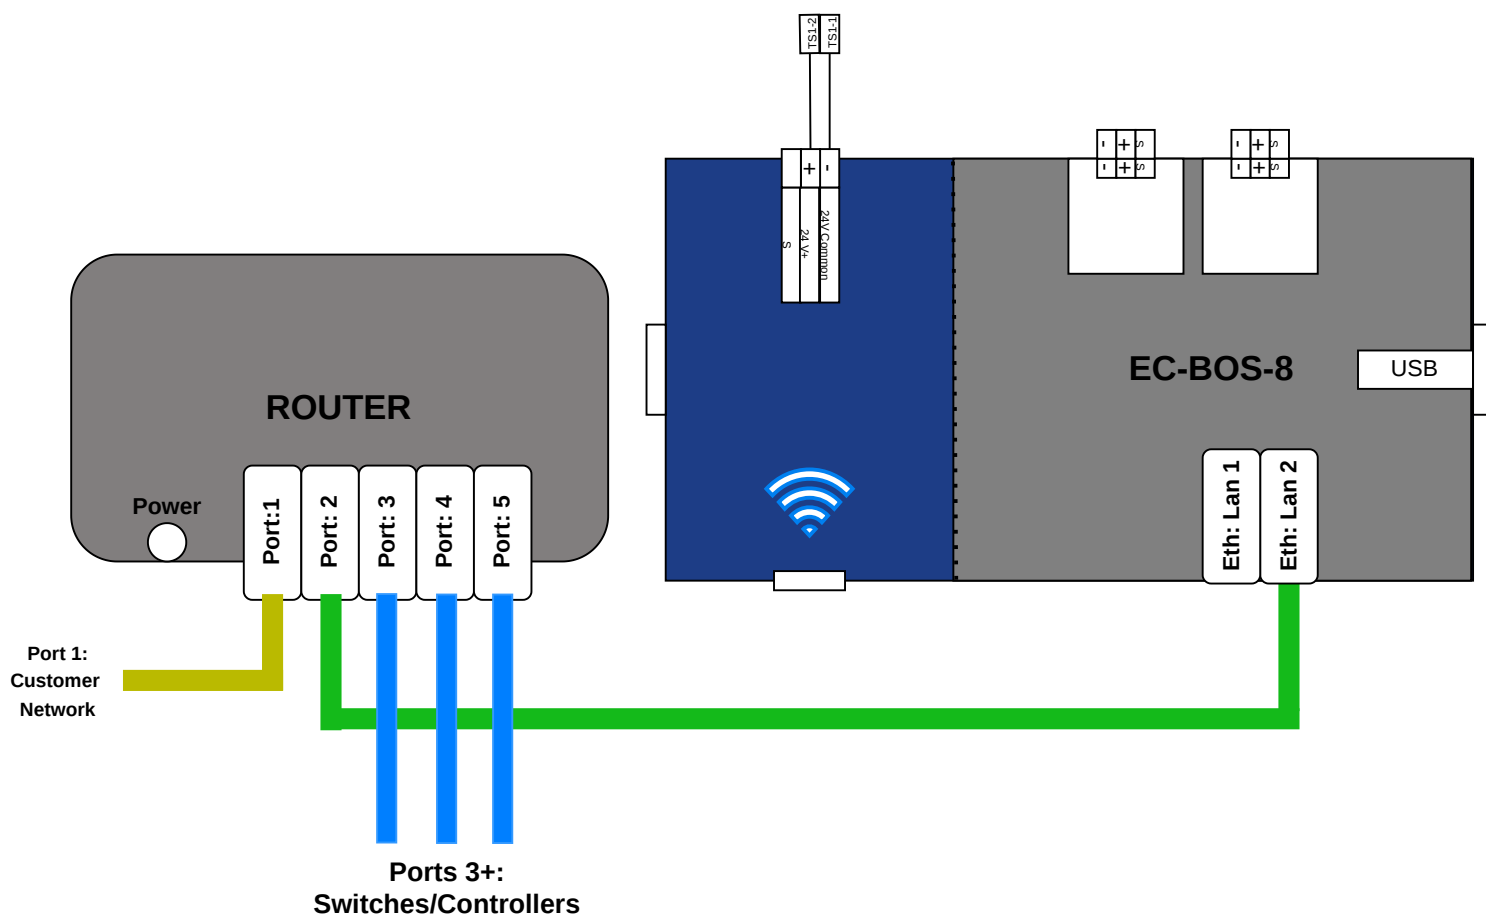 TS1-2
TS1-1
- + s
- + s
- + s
- + s
+ -
S
24 V+
24V Common
ROUTER
EC-BOS-8
USB
Power
Port:1
Port: 2
Port: 3
Port: 4
Port: 5
Eth: Lan 1
Eth: Lan 2
Port 1:
Customer
Network
Ports 3+:
Switches/Controllers